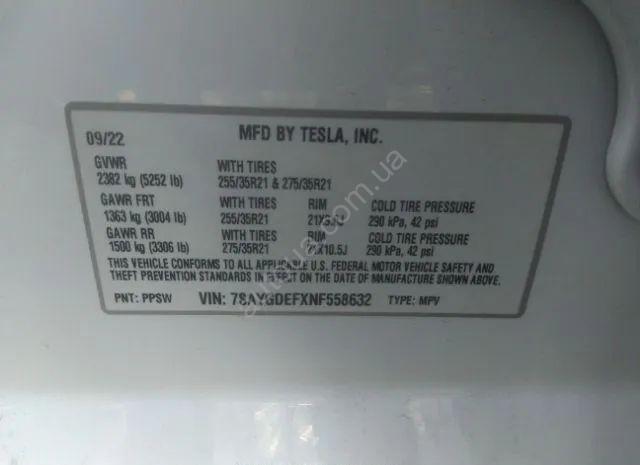 09/22 MFD BY TESLA, INC.
GVWR WITH TIRES
2382 kg (5252 lb) 255/35R21 & 275/35R21
GAWR FRT WITH TIRES RIM COLD TIRE PRESSURE
1363 kg (3004 lb) 255/35R21 290 kPa, 42 psi
GAWR RR WITH TIRES RIM COLD TIRE PRESSURE
1500 kg (3306 lb) 275/35R21 21X10.5J 290 kPa, 42 psi
THIS VEHICLE CONFORMS TO ALL APPLICABLE U.S. FEDERAL MOTOR VEHICLE SAFETY AND
THEFT PREVENTION STANDARDS IN EFFECT ON THE DATE OF MANUFACTURE SHOWN ABOVE.
PNT: PPSW VIN: 7SAYGDEFXNF558632 TYPE: MPV